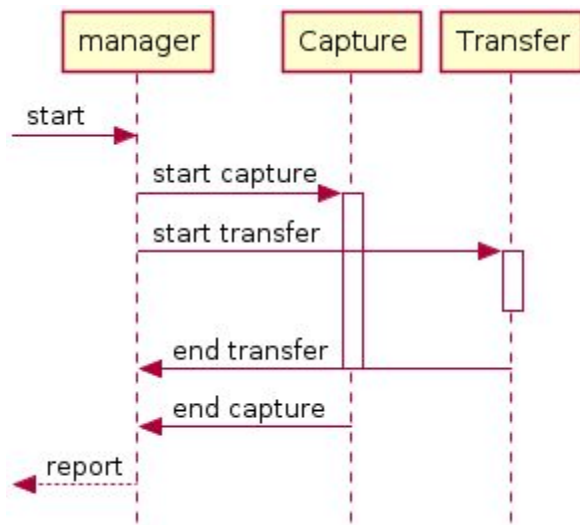 manager
Capture
Transfer
start
start capture
start transfer
end transfer
end capture
report